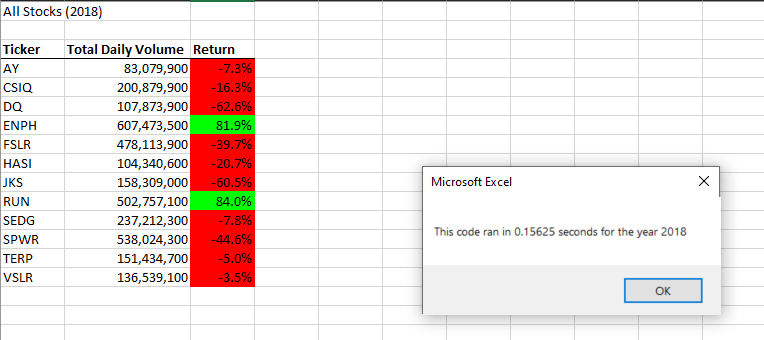 All Stocks (2018)
Ticker Total Daily Volume Return
AY 83,079,900 -7.3%
CSIQ 200,879,900 -16.3%
DQ 107,873,900 -62.6%
ENPH 607,473,500 81.9%
FSLR 478,113,900 -39.7%
HASI 104,340,600 -20.7%
JKS 158,309,000 -60.5%
RUN 502,757,100 84.0%
SEDG 237,212,300 -7.8%
SPWR 538,024,300 -44.6%
TERP 151,434,700 -5.0%
VSLR 136,539,100 -3.5%
Microsoft Excel
This code ran in 0.15625 seconds for the year 2018
OK